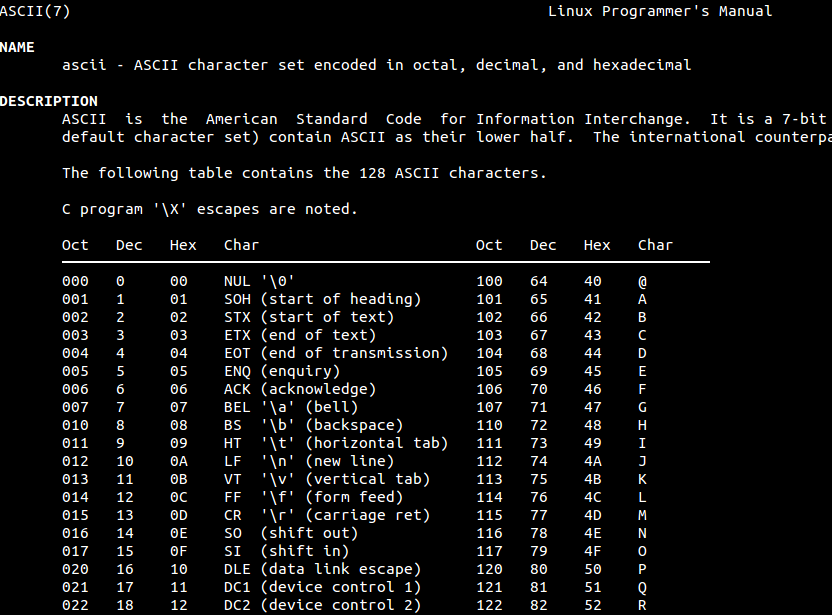 ASCII(7) Linux Programmer's Manual
NAME
ascii - ASCII character set encoded in octal, decimal, and hexadecimal
DESCRIPTION
ASCII is the American Standard Code for Information Interchange. It is a 7-bit
default character set) contain ASCII as their lower half. The international counterpa
The following table contains the 128 ASCII characters.
C program '\X' escapes are noted.
Oct Dec Hex Char Oct Dec Hex Char
000 0 00 NUL '\0' 100 64 40 @
001 1 01 SOH (start of heading) 101 65 41 A
002 2 02 STX (start of text) 102 66 42 B
003 3 03 ETX (end of text) 103 67 43 C
004 4 04 EOT (end of transmission) 104 68 44 D
005 5 05 ENQ (enquiry) 105 69 45 E
006 6 06 ACK (acknowledge) 106 70 46 F
007 7 07 BEL '\a' (bell) 107 71 47 G
010 8 08 BS '\b' (backspace) 110 72 48 H
011 9 09 HT '\t' (horizontal tab) 111 73 49 I
012 10 0A LF '\n' (new line) 112 74 4A J
013 11 0B VT '\v' (vertical tab) 113 75 4B K
014 12 0C FF '\f' (form feed) 114 76 4C L
015 13 0D CR '\r' (carriage ret) 115 77 4D M
016 14 0E SO (shift out) 116 78 4E N
017 15 0F SI (shift in) 117 79 4F O
020 16 10 DLE (data link escape) 120 80 50 P
021 17 11 DC1 (device control 1) 121 81 51 Q
022 18 12 DC2 (device control 2) 122 82 52 R